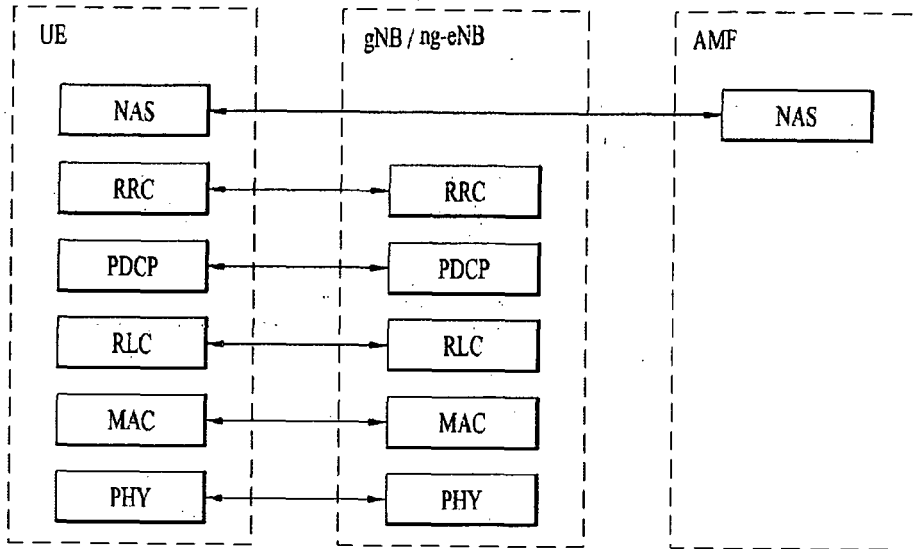 UE
gNB / ng-eNB
AMF
NAS
NAS
RRC
RRC
PDCP
PDCP
RLC
RLC
MAC
MAC
PHY
PHY